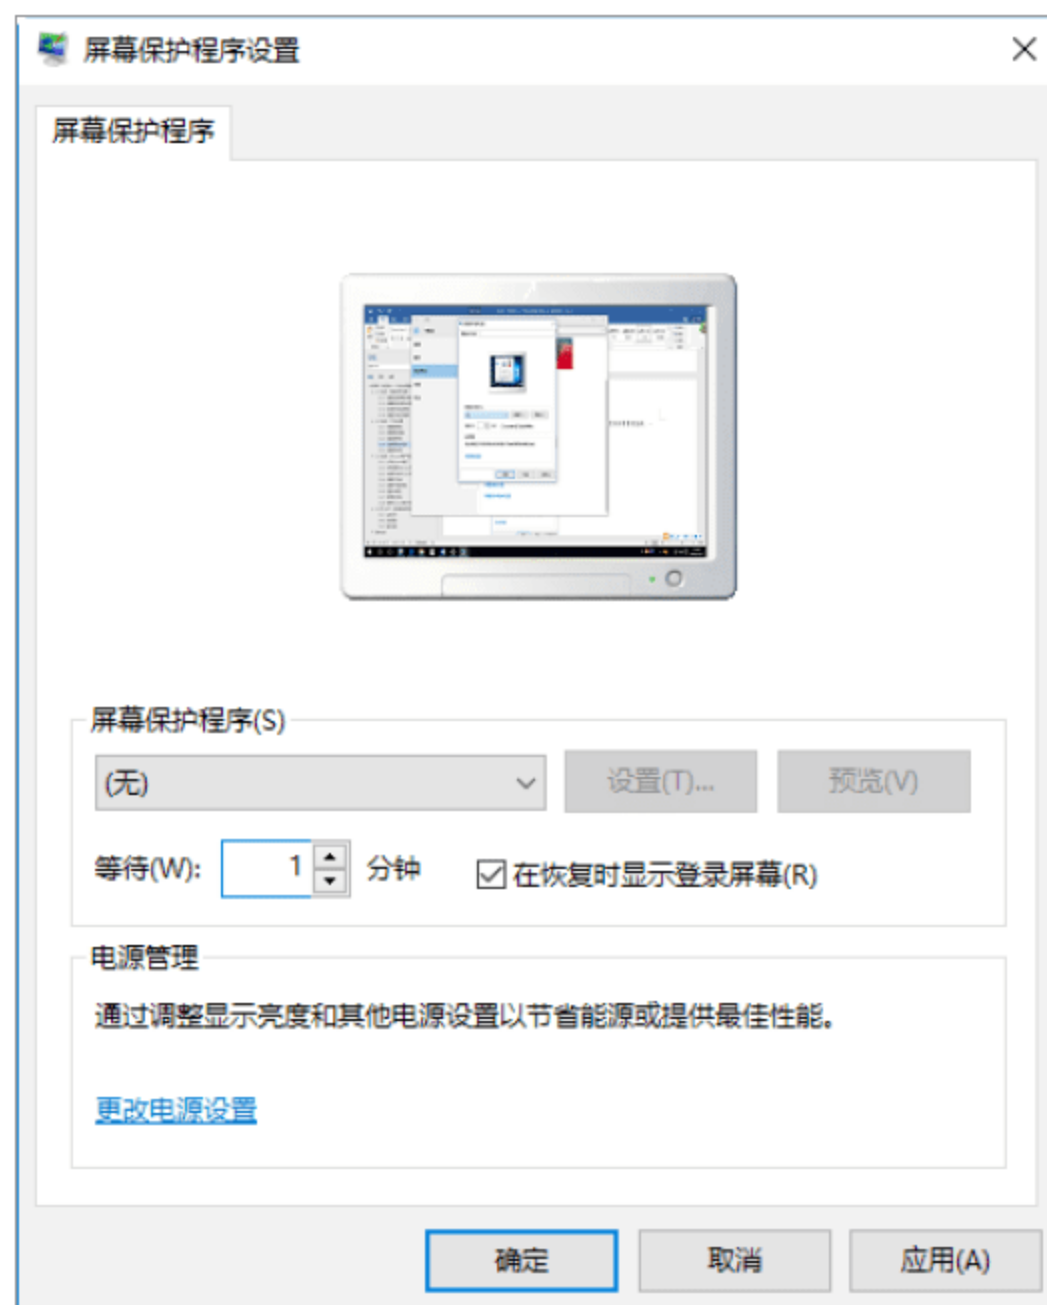 屏幕保护程序设置
屏幕保护程序
屏幕保护程序(S)
(无)
设置(T)...
预览(V)
等待(W):
1
分钟
在恢复时显示登录屏幕(R)
电源管理
通过调整显示亮度和其他电源设置以节省能源或提供最佳性能。
更改电源设置
确定
取消
应用(A)